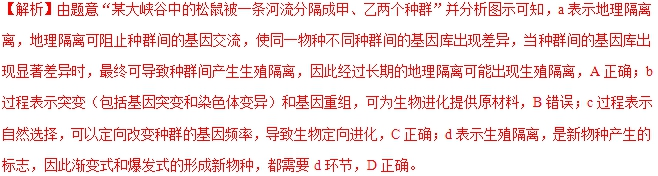 【解析】由题意“某大峡谷中的松鼠被一条河流分隔成甲、乙两个种群”并分析图示可知，a 表示地理隔离
离，地理隔离可阻止种群间的基因交流，使同一物种不同种群间的基因库出现差异，当种群间的基因库出
现显著差异时，最终可导致种群间产生生殖隔离，因此经过长期的地理隔离可能出现生殖隔离，A 正确；b
过程表示突变（包括基因突变和染色体变异）和基因重组，可为生物进化提供原材料，B 错误；c 过程表示
自然选择，可以定向改变种群的基因频率，导致生物定向进化，C 正确；d 表示生殖隔离，是新物种产生的
标志，因此渐变式和爆发式的形成新物种，都需要 d 环节，D 正确。